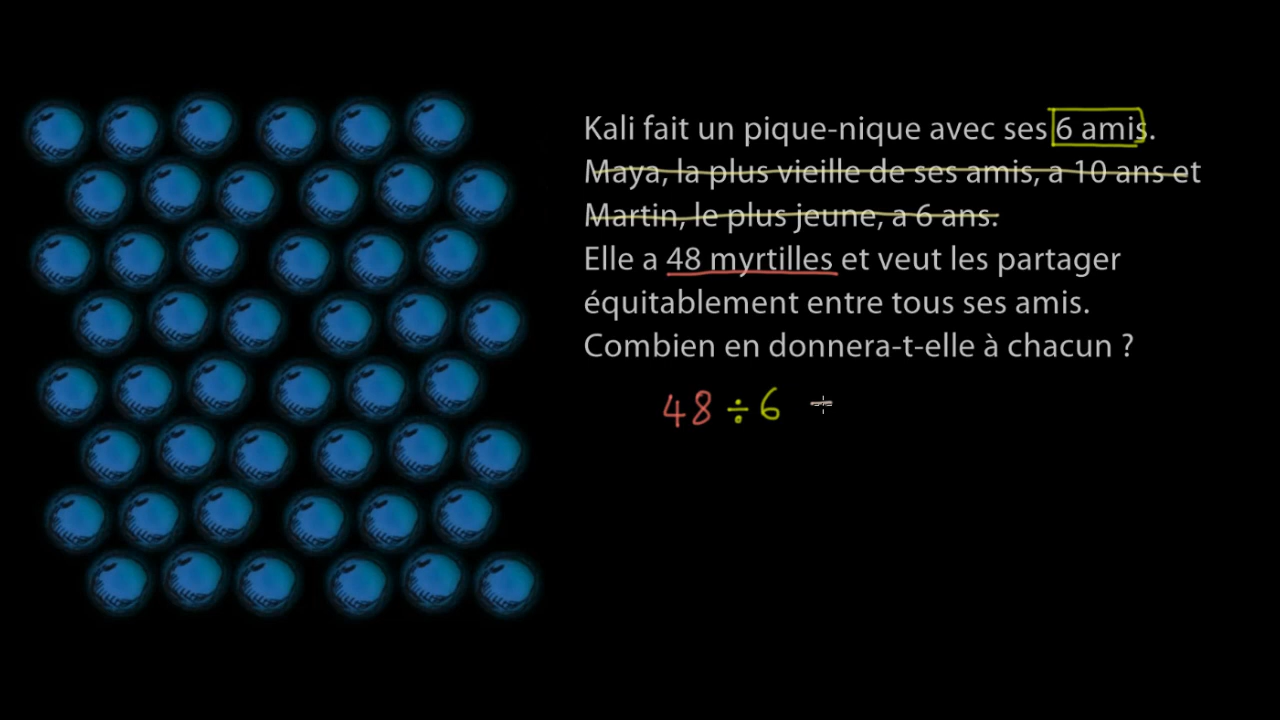 Kali fait un pique-nique avec ses 6 amis.
Maya, la plus vieille de ses amis, a 10 ans et
Martin, le plus jeune, a 6 ans.
Elle a 48 myrtilles et veut les partager
équitablement entre tous ses amis.
Combien en donnera-t-elle à chacun ?
48 ÷ 6